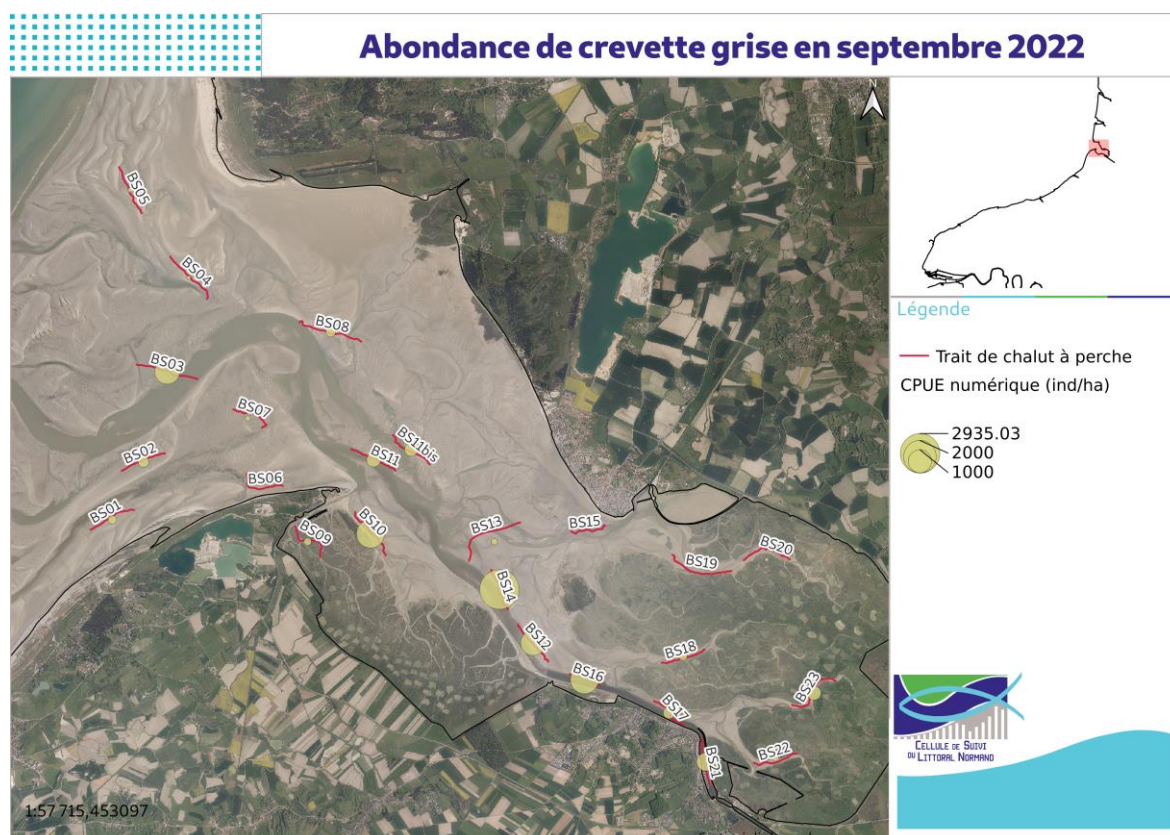 Abondance de crevette grise en septembre 2022
N
BS05
BS04
BS08
BS03
BS07
BS02
BS11bis
BS11
BS06
BS01
BS10
BS09
BS13
BS15
BS19
BS20
BS14
BS12
BS18
BS16
BS23
BS17
BS21
BS22
1:57 715,453097
Légende
Trait de chalut à perche
CPUE numérique (ind/ha)
2935.03
2000
1000
Cellule de Suivi
du Littoral Normand